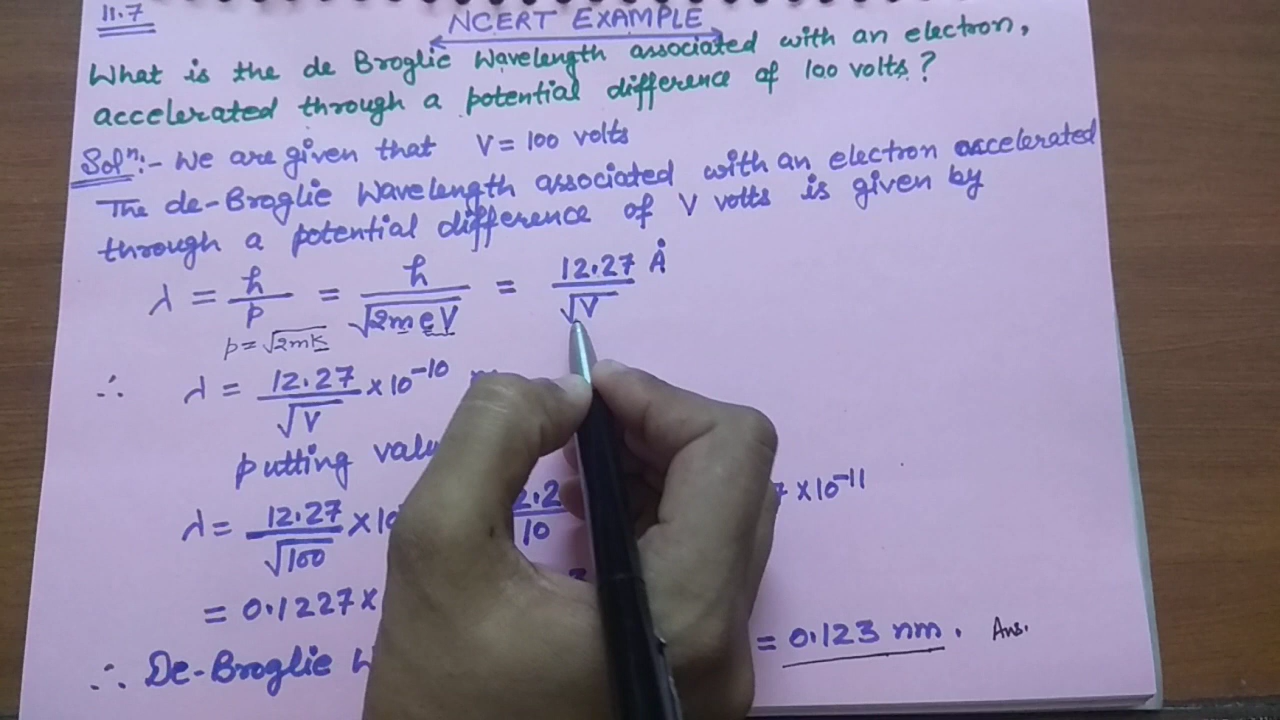 11.7
NCERT EXAMPLE
What is the de Broglie Wavelength associated with an electron,
accelerated through a potential difference of 100 volts?
Solⁿ:- We are given that V = 100 volts
The de-Broglie Wavelength associated with an electron accelerated
through a potential difference of V volts is given by
λ = h/p = h/√2meV = 12.27/√V Å
p = √2mK
∴ λ = 12.27/√V × 10⁻¹⁰
putting
λ = 12.27/√100 × × 10⁻¹¹
= 0.1227 ×
∴ De-Broglie = 0.123 nm. Ans.